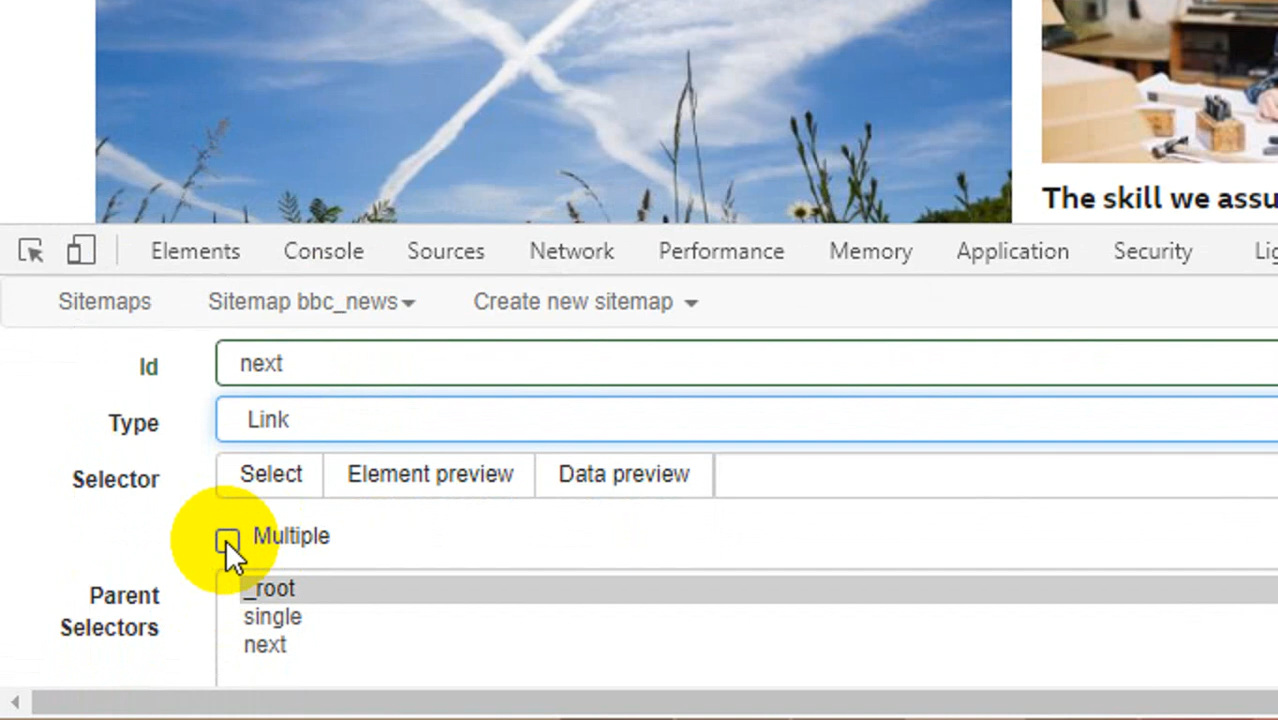 The skill we assu
Elements Console Sources Network Performance Memory Application Security
Sitemaps Sitemap bbc_news Create new sitemap
Id next
Type Link
Selector Select Element preview Data preview
Multiple
Parent Selectors
_root
single
next